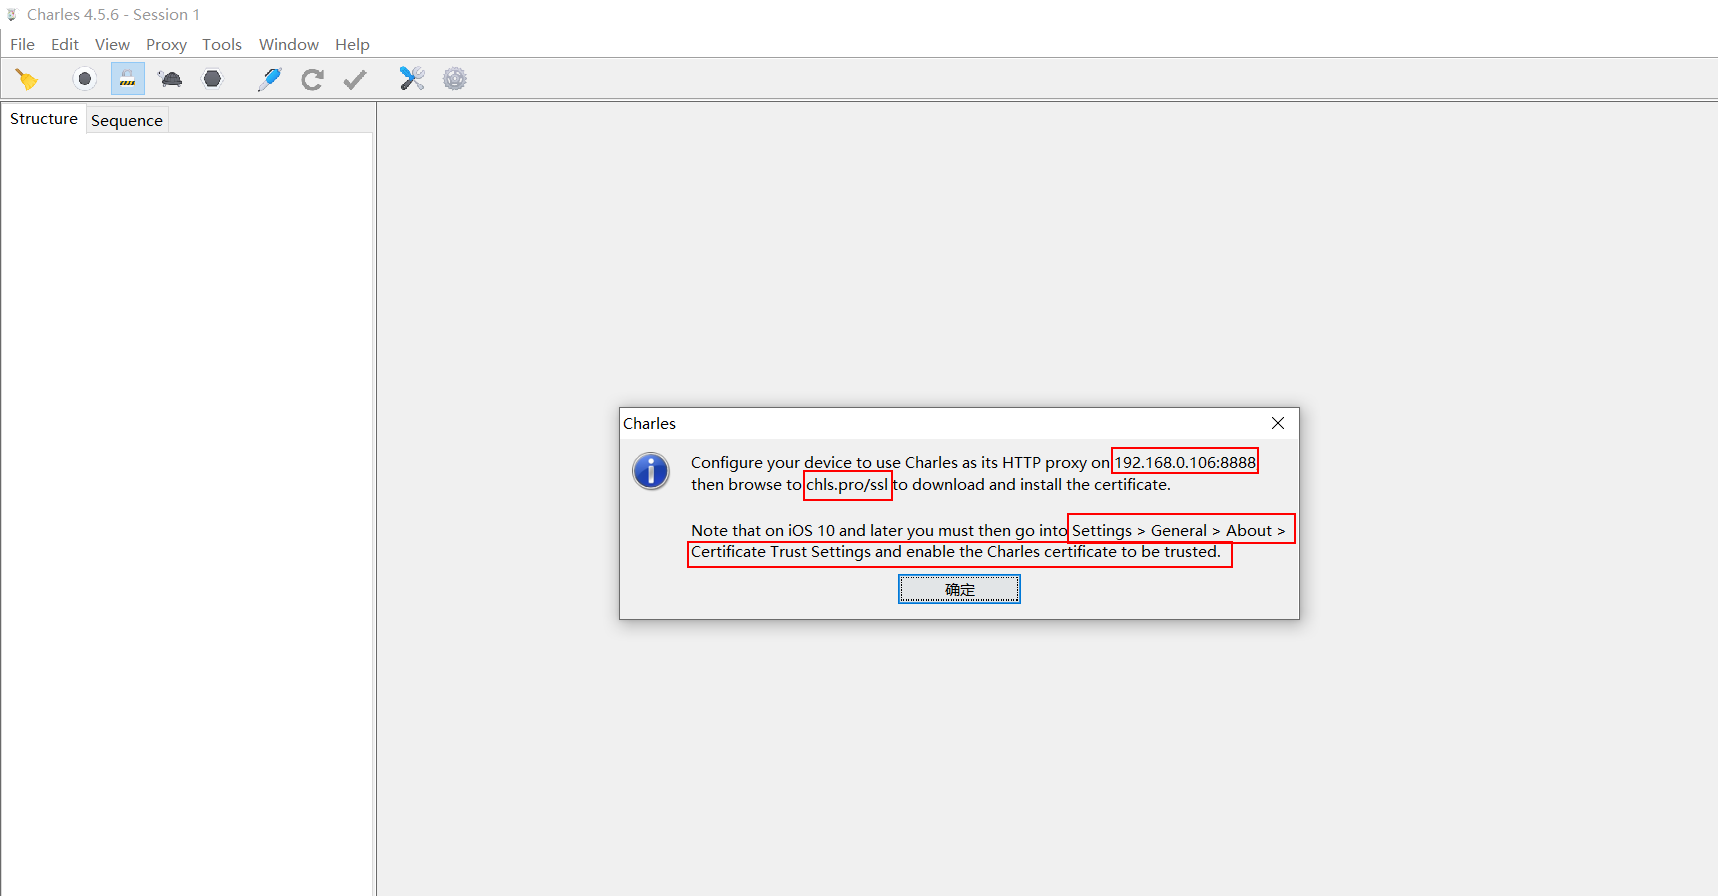 Charles 4.5.6 - Session 1
File Edit View Proxy Tools Window Help
Structure Sequence
Charles
Configure your device to use Charles as its HTTP proxy on 192.168.0.106:8888
then browse to chls.pro/ssl to download and install the certificate.
Note that on iOS 10 and later you must then go into Settings > General > About >
Certificate Trust Settings and enable the Charles certificate to be trusted.
确定